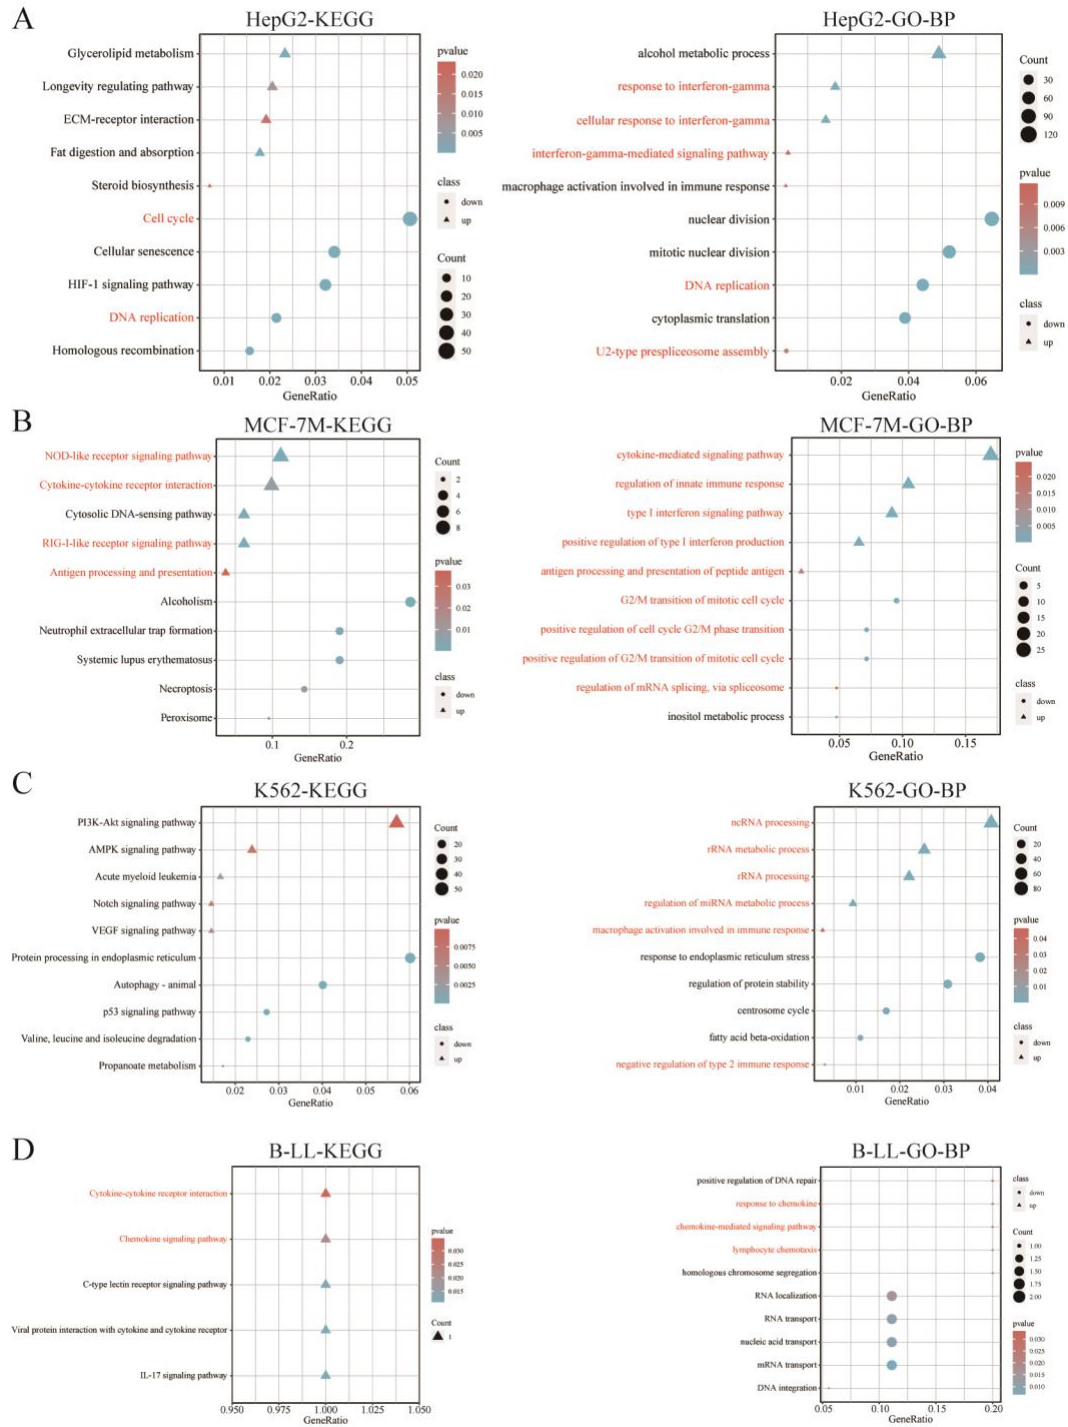 A
HepG2-KEGG
Glycerolipid metabolism
Longevity regulating pathway
ECM-receptor interaction
Fat digestion and absorption
Steroid biosynthesis
Cell cycle
Cellular senescence
HIF-1 signaling pathway
DNA replication
Homologous recombination
0.01 0.02 0.03 0.04 0.05
GeneRatio
pvalue
0.020
0.015
0.010
0.005
class
down
up
Count
10
20
30
40
50
HepG2-GO-BP
alcohol metabolic process
response to interferon-gamma
cellular response to interferon-gamma
interferon-gamma-mediated signaling pathway
macrophage activation involved in immune response
nuclear division
mitotic nuclear division
DNA replication
cytoplasmic translation
U2-type prespliceosome assembly
0.02 0.04 0.06
GeneRatio
Count
30
60
90
120
pvalue
0.009
0.006
0.003
class
down
up
B
MCF-7M-KEGG
NOD-like receptor signaling pathway
Cytokine-cytokine receptor interaction
Cytosolic DNA-sensing pathway
RIG-I-like receptor signaling pathway
Antigen processing and presentation
Alcoholism
Neutrophil extracellular trap formation
Systemic lupus erythematosus
Necroptosis
Peroxisome
0.1 0.2
GeneRatio
Count
2
4
6
8
pvalue
0.03
0.02
0.01
class
down
up
MCF-7M-GO-BP
cytokine-mediated signaling pathway
regulation of innate immune response
type I interferon signaling pathway
positive regulation of type I interferon production
antigen processing and presentation of peptide antigen
G2/M transition of mitotic cell cycle
positive regulation of cell cycle G2/M phase transition
positive regulation of G2/M transition of mitotic cell cycle
regulation of mRNA splicing, via spliceosome
inositol metabolic process
0.05 0.10 0.15
GeneRatio
pvalue
0.020
0.015
0.010
0.005
Count
5
10
15
20
25
class
down
up
C
K562-KEGG
PI3K-Akt signaling pathway
AMPK signaling pathway
Acute myeloid leukemia
Notch signaling pathway
VEGF signaling pathway
Protein processing in endoplasmic reticulum
Autophagy - animal
p53 signaling pathway
Valine, leucine and isoleucine degradation
Propanoate metabolism
0.02 0.03 0.04 0.05 0.06
GeneRatio
Count
20
30
40
50
pvalue
0.0075
0.0050
0.0025
class
down
up
K562-GO-BP
ncRNA processing
rRNA metabolic process
rRNA processing
regulation of miRNA metabolic process
macrophage activation involved in immune response
response to endoplasmic reticulum stress
regulation of protein stability
centrosome cycle
fatty acid beta-oxidation
negative regulation of type 2 immune response
0.01 0.02 0.03 0.04
GeneRatio
Count
20
40
60
80
pvalue
0.04
0.03
0.02
0.01
class
down
up
D
B-LL-KEGG
Cytokine-cytokine receptor interaction
Chemokine signaling pathway
C-type lectin receptor signaling pathway
Viral protein interaction with cytokine and cytokine receptor
IL-17 signaling pathway
0.950 0.975 1.000 1.025 1.050
GeneRatio
pvalue
0.030
0.025
0.020
0.015
Count
1
B-LL-GO-BP
positive regulation of DNA repair
response to chemokine
chemokine-mediated signaling pathway
lymphocyte chemotaxis
homologous chromosome segregation
RNA localization
RNA transport
nucleic acid transport
mRNA transport
DNA integration
0.05 0.10 0.15 0.20
GeneRatio
class
down
up
Count
1.00
1.25
1.50
1.75
2.00
pvalue
0.030
0.025
0.020
0.015
0.010